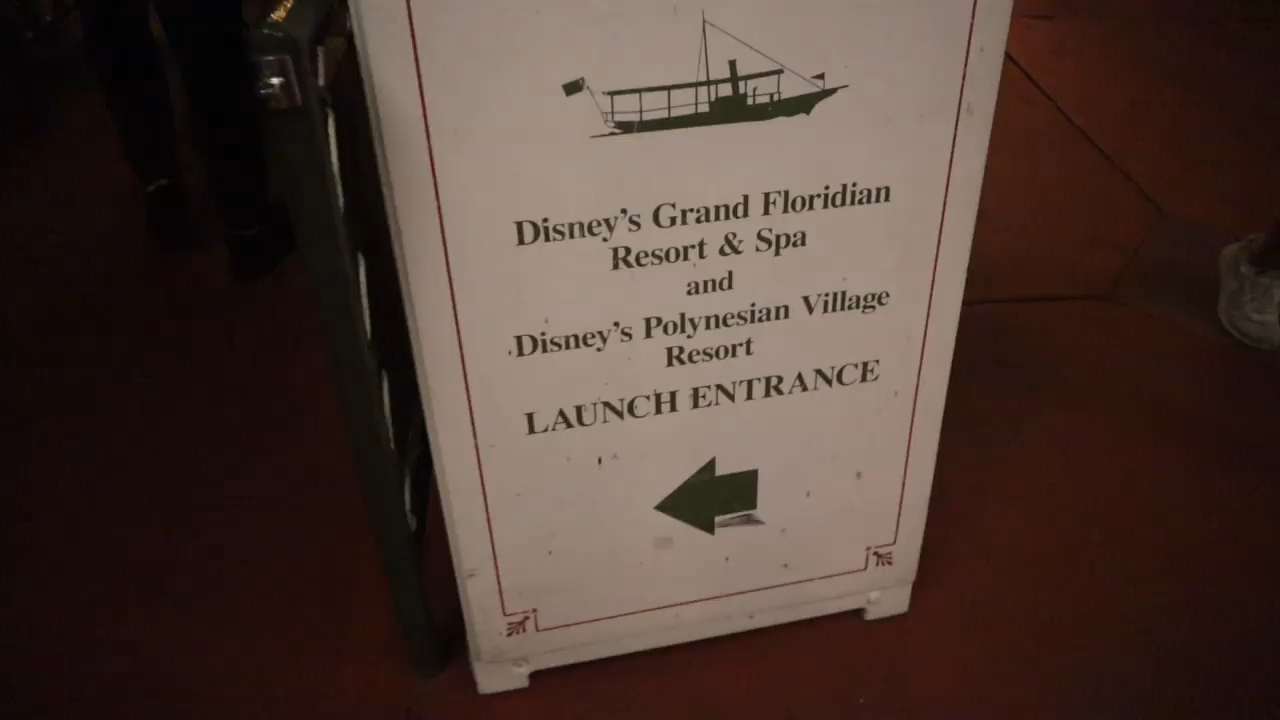 Disney's Grand Floridian
Resort & Spa
and
Disney's Polynesian Village
Resort
LAUNCH ENTRANCE